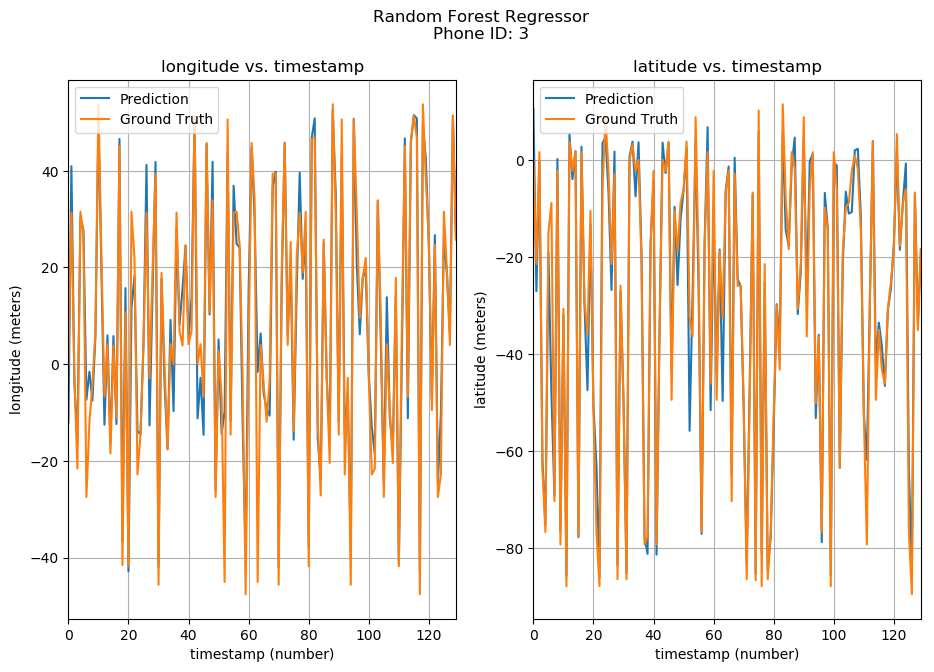 Random Forest Regressor
Phone ID: 3
longitude vs. timestamp
Prediction
Ground Truth
longitude (meters)
40
20
0
−20
−40
0 20 40 60 80 100 120
timestamp (number)
latitude vs. timestamp
Prediction
Ground Truth
latitude (meters)
0
−20
−40
−60
−80
0 20 40 60 80 100 120
timestamp (number)